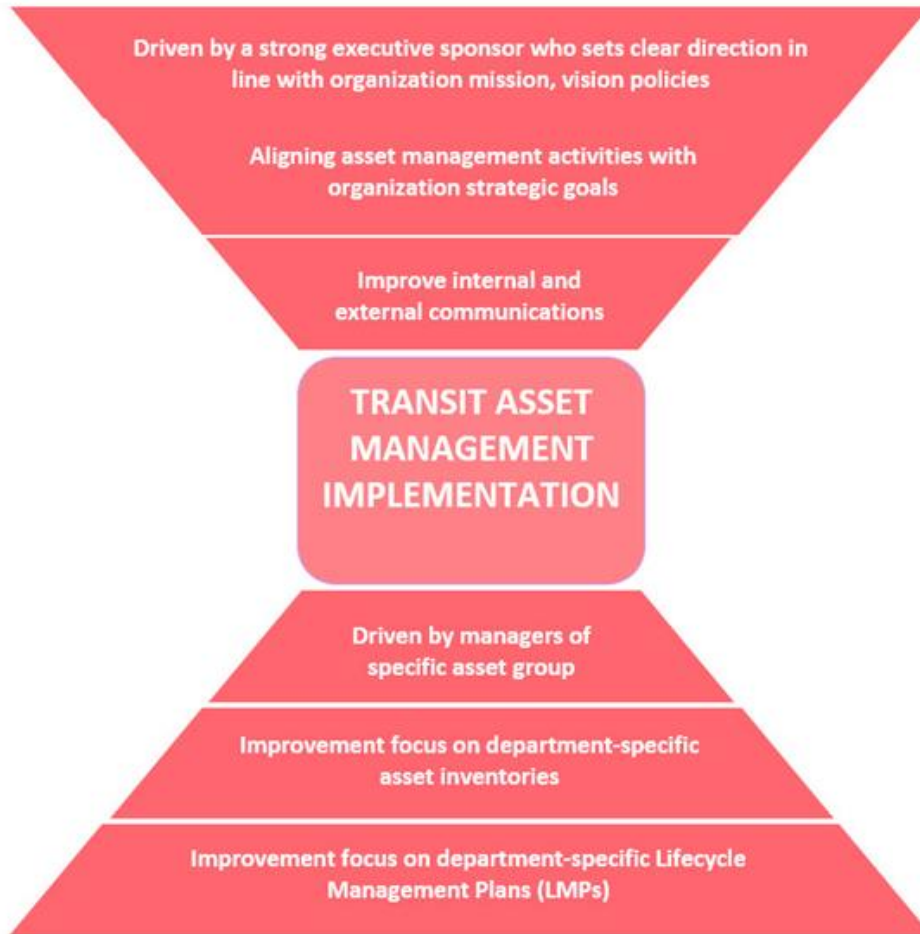 Driven by a strong executive sponsor who sets clear direction in
line with organization mission, vision policies
Aligning asset management activities with
organization strategic goals
Improve internal and
external communications
TRANSIT ASSET
MANAGEMENT
IMPLEMENTATION
Driven by managers of
specific asset group
Improvement focus on department-specific
asset inventories
Improvement focus on department-specific Lifecycle
Management Plans (LMPs)